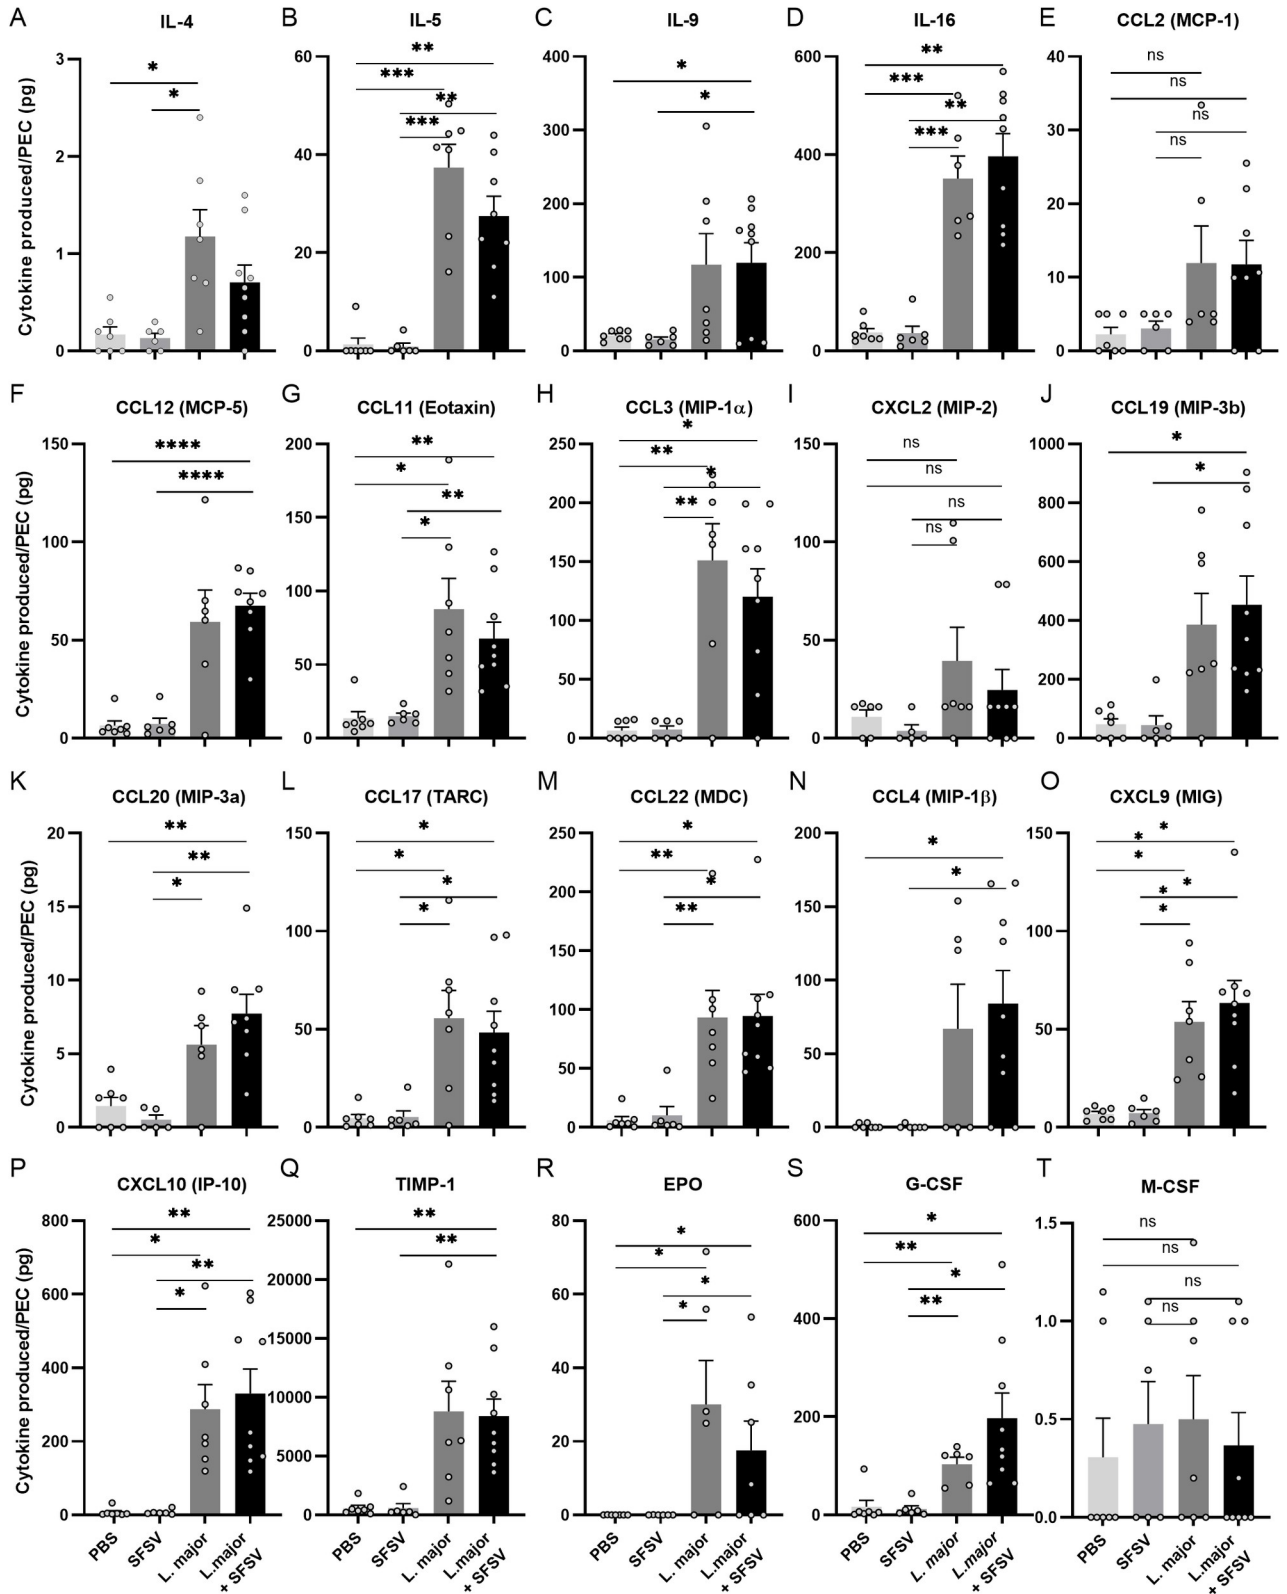 A IL-4
B IL-5
C IL-9
D IL-16
E CCL2 (MCP-1)
Cytokine produced/PEC (pg)
3
2
1
0
* *
60
40
20
0
** *** ** ***
400
300
200
100
0
* *
600
400
200
0
** *** ** ***
40
30
20
10
0
ns ns ns ns
F CCL12 (MCP-5)
G CCL11 (Eotaxin)
H CCL3 (MIP-1α)
I CXCL2 (MIP-2)
J CCL19 (MIP-3b)
Cytokine produced/PEC (pg)
150
100
50
0
**** ****
200
150
100
50
0
** * ** *
250
200
150
100
50
0
* ** * **
150
100
50
0
ns ns ns ns
1000
800
600
400
200
0
* *
K CCL20 (MIP-3a)
L CCL17 (TARC)
M CCL22 (MDC)
N CCL4 (MIP-1β)
O CXCL9 (MIG)
Cytokine produced/PEC (pg)
20
15
10
5
0
** ** *
150
100
50
0
* * * *
250
200
150
100
50
0
* ** * **
200
150
100
50
0
* *
150
100
50
0
* * * * * *
P CXCL10 (IP-10)
Q TIMP-1
R EPO
S G-CSF
T M-CSF
Cytokine produced/PEC (pg)
800
600
400
200
0
** * ** *
25000
20000
15000
10000
5000
0
** **
80
60
40
20
0
* * * *
600
400
200
0
* ** * **
1.5
1.0
0.5
0.0
ns ns ns ns
PBS
SFSV
L. major
L.major
+ SFSV
PBS
SFSV
L. major
L.major
+ SFSV
PBS
SFSV
L. major
L.major
+ SFSV
PBS
SFSV
L. major
L.major
+ SFSV
PBS
SFSV
L. major
L.major
+ SFSV